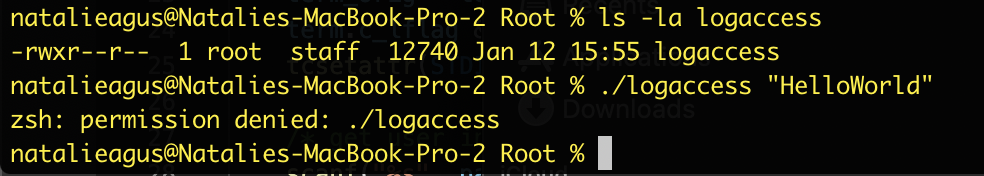 natalieagus@Natalies-MacBook-Pro-2 Root % ls -la logaccess
-rwxr--r--  1 root  staff  12740 Jan 12 15:55 logaccess
natalieagus@Natalies-MacBook-Pro-2 Root % ./logaccess "HelloWorld"
zsh: permission denied: ./logaccess
natalieagus@Natalies-MacBook-Pro-2 Root %
Downloads